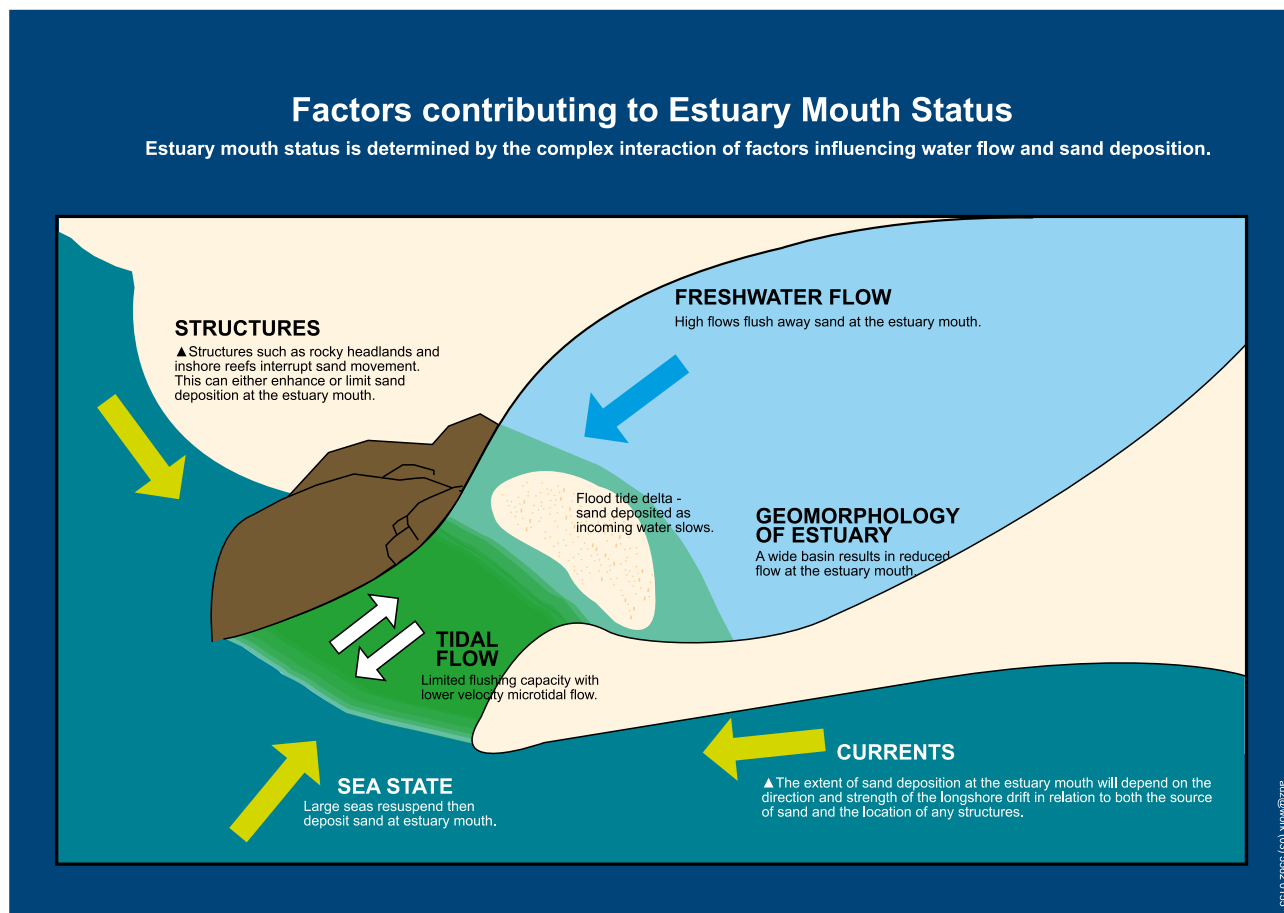 Factors contributing to Estuary Mouth Status
Estuary mouth status is determined by the complex interaction of factors influencing water flow and sand deposition.
STRUCTURES
▲Structures such as rocky headlands and
inshore reefs interrupt sand movement.
This can either enhance or limit sand
deposition at the estuary mouth.
FRESHWATER FLOW
High flows flush away sand at the estuary mouth.
Flood tide delta -
sand deposited as
incoming water slows.
GEOMORPHOLOGY
OF ESTUARY
A wide basin results in reduced
flow at the estuary mouth.
TIDAL
FLOW
Limited flushing capacity with
lower velocity microtidal flow.
SEA STATE
Large seas resuspend then
deposit sand at estuary mouth.
CURRENTS
▲The extent of sand deposition at the estuary mouth will depend on the
direction and strength of the longshore drift in relation to both the source
of sand and the location of any structures.